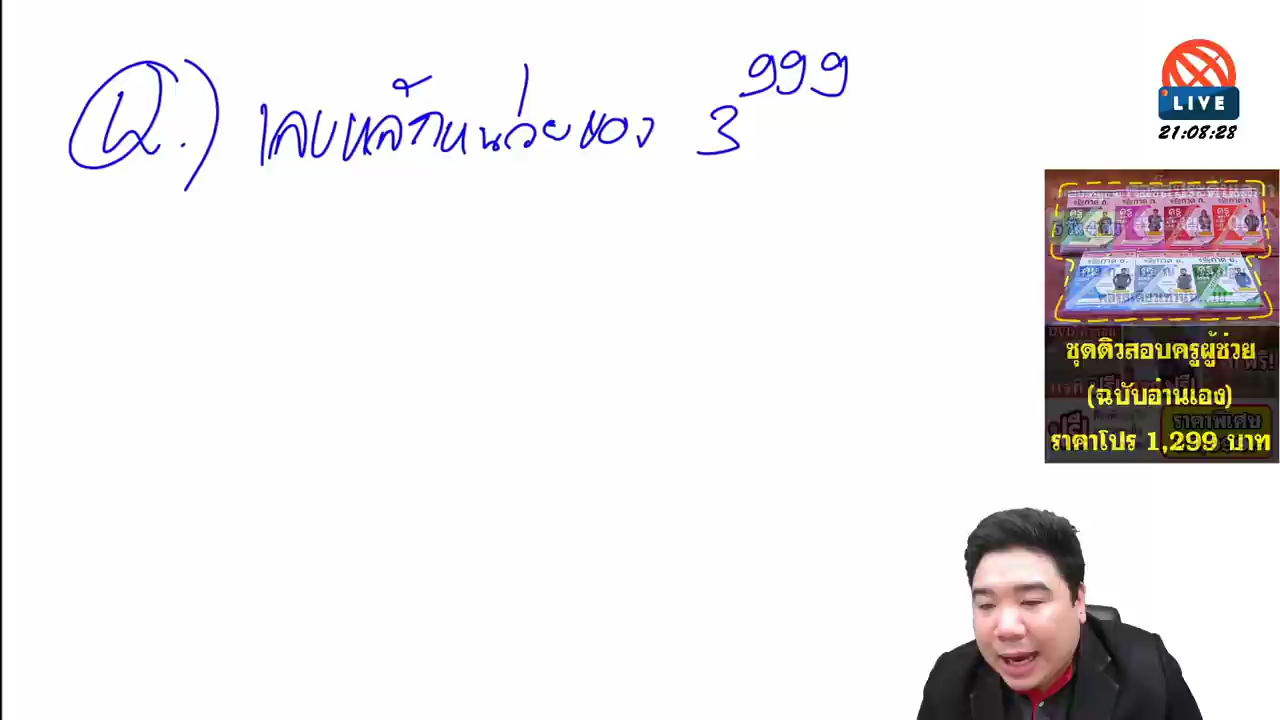 Q.) เลขหลักหน่วยของ 3^999
LIVE
21:08:28
ชุดติวสอบครูผู้ช่วย
(ฉบับอ่านเอง)
ราคาโปร 1,299 บาท